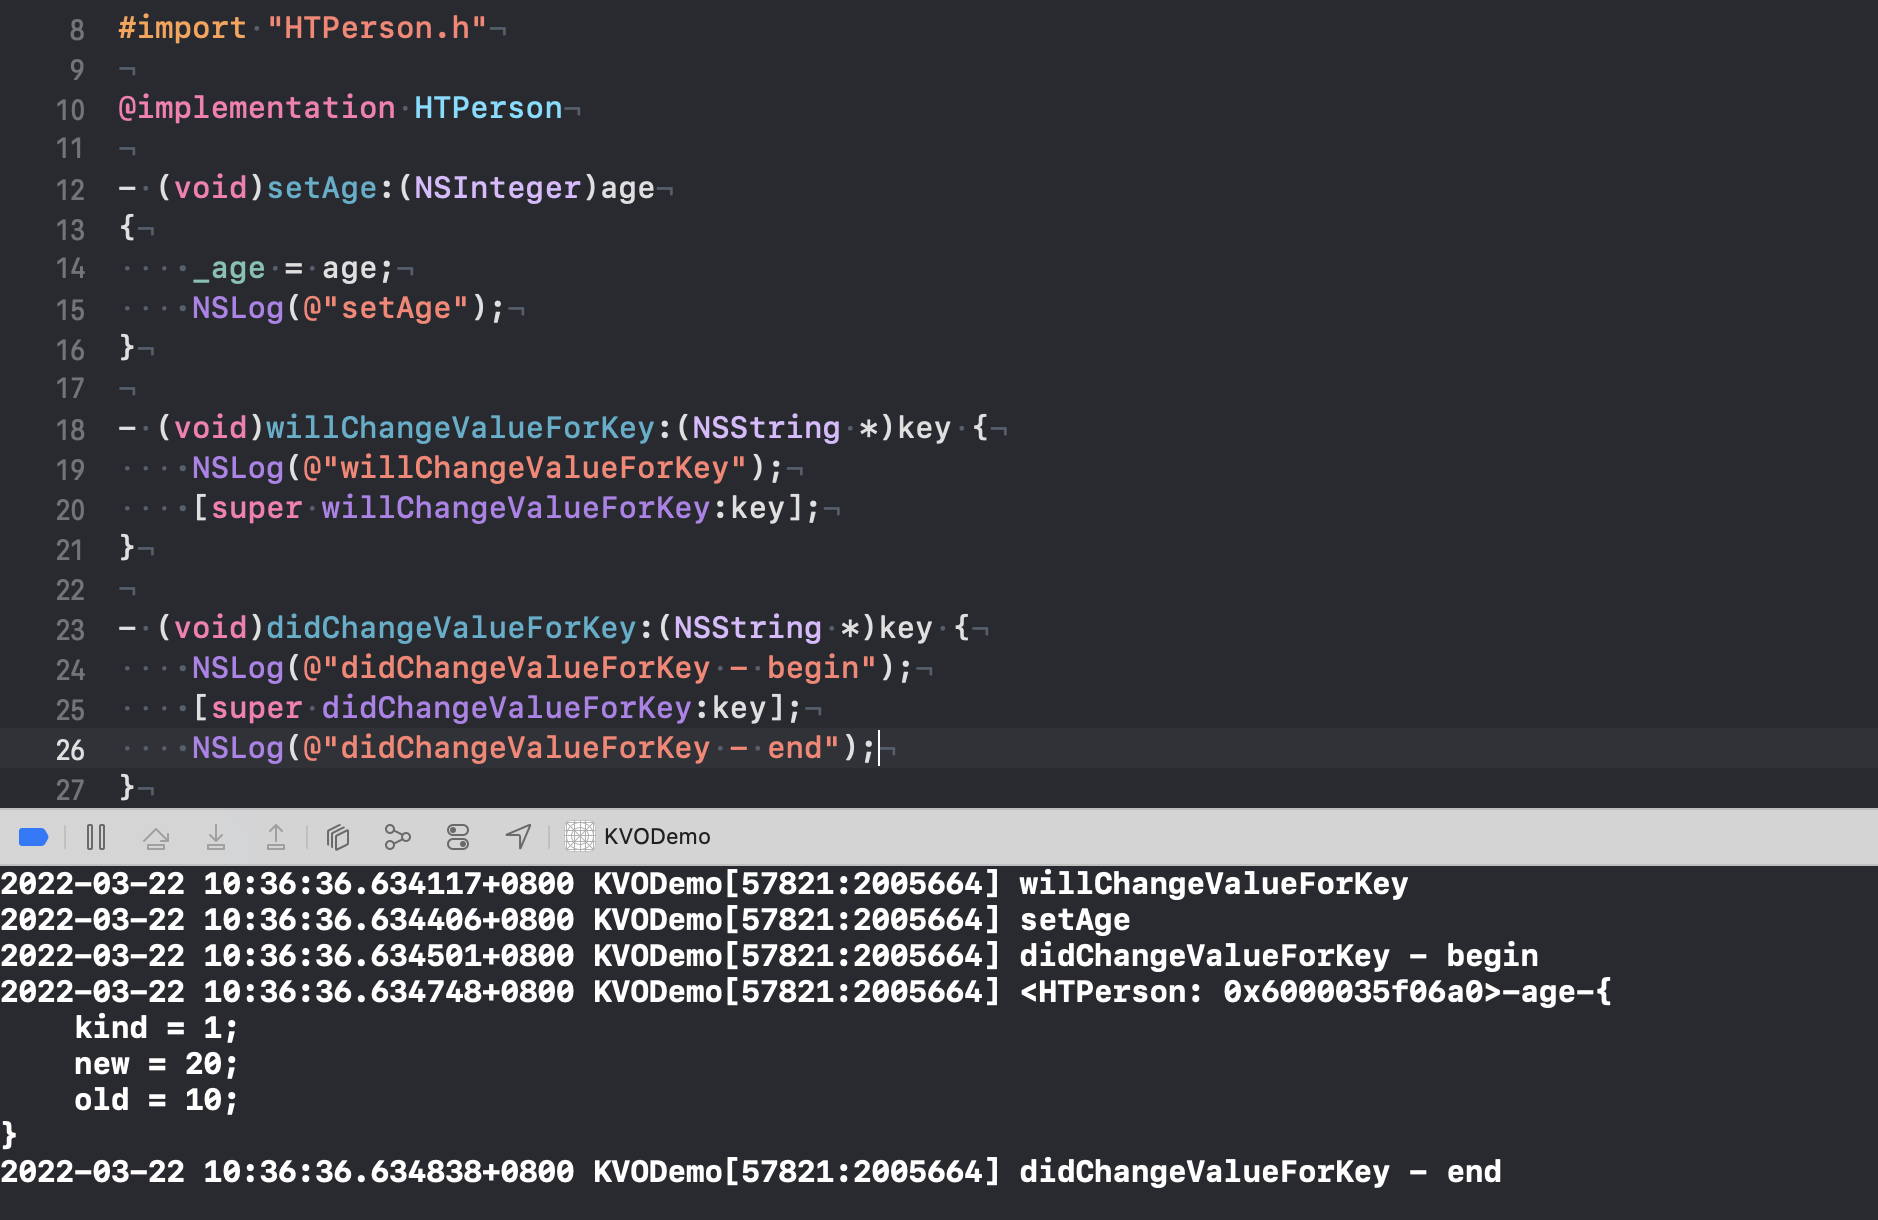 8 #import "HTPerson.h"¬
9 ¬
10 @implementation·HTPerson¬
11 ¬
12 -·(void)setAge:(NSInteger)age¬
13 {¬
14 ····_age·=·age;¬
15 ····NSLog(@"setAge");¬
16 }¬
17 ¬
18 -·(void)willChangeValueForKey:(NSString·*)key·{¬
19 ····NSLog(@"willChangeValueForKey");¬
20 ····[super·willChangeValueForKey:key];¬
21 }¬
22 ¬
23 -·(void)didChangeValueForKey:(NSString·*)key·{¬
24 ····NSLog(@"didChangeValueForKey·-·begin");¬
25 ····[super·didChangeValueForKey:key];¬
26 ····NSLog(@"didChangeValueForKey·-·end");¬
27 }¬
KVODemo
2022-03-22 10:36:36.634117+0800 KVODemo[57821:2005664] willChangeValueForKey
2022-03-22 10:36:36.634406+0800 KVODemo[57821:2005664] setAge
2022-03-22 10:36:36.634501+0800 KVODemo[57821:2005664] didChangeValueForKey - begin
2022-03-22 10:36:36.634748+0800 KVODemo[57821:2005664] <HTPerson: 0x6000035f06a0>-age-{
    kind = 1;
    new = 20;
    old = 10;
}
2022-03-22 10:36:36.634838+0800 KVODemo[57821:2005664] didChangeValueForKey - end